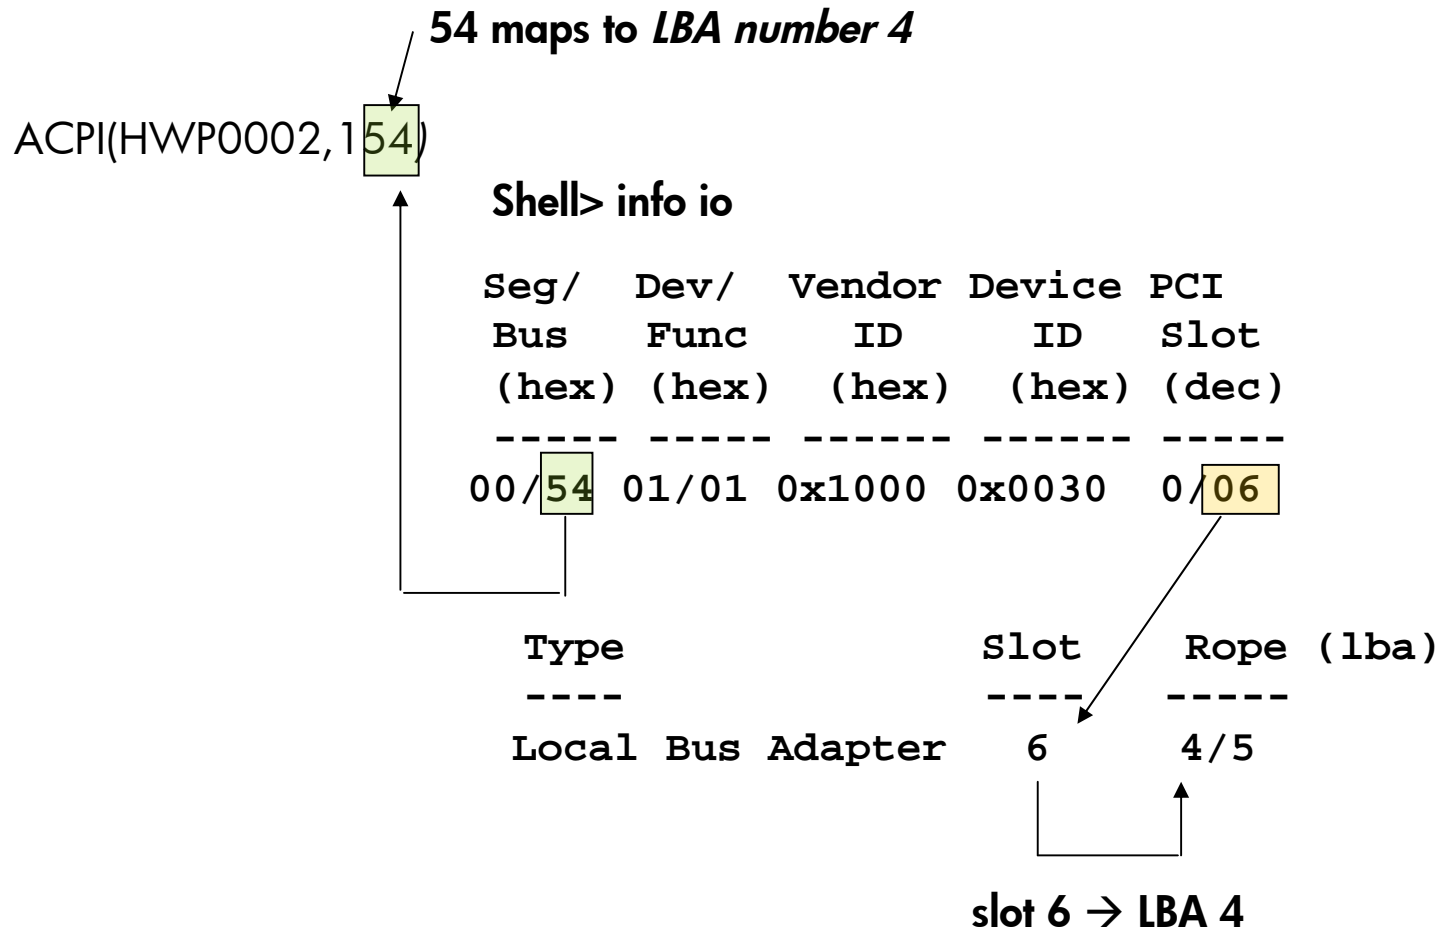 54 maps to LBA number 4
ACPI(HWP0002,154)
Shell> info io
Seg/ Dev/ Vendor Device PCI
Bus Func ID ID Slot
(hex) (hex) (hex) (hex) (dec)
----- ----- ------ ------ -----
00/54 01/01 0x1000 0x0030 0/06
Type Slot Rope (lba)
---- ---- -----
Local Bus Adapter 6 4/5
slot 6 → LBA 4